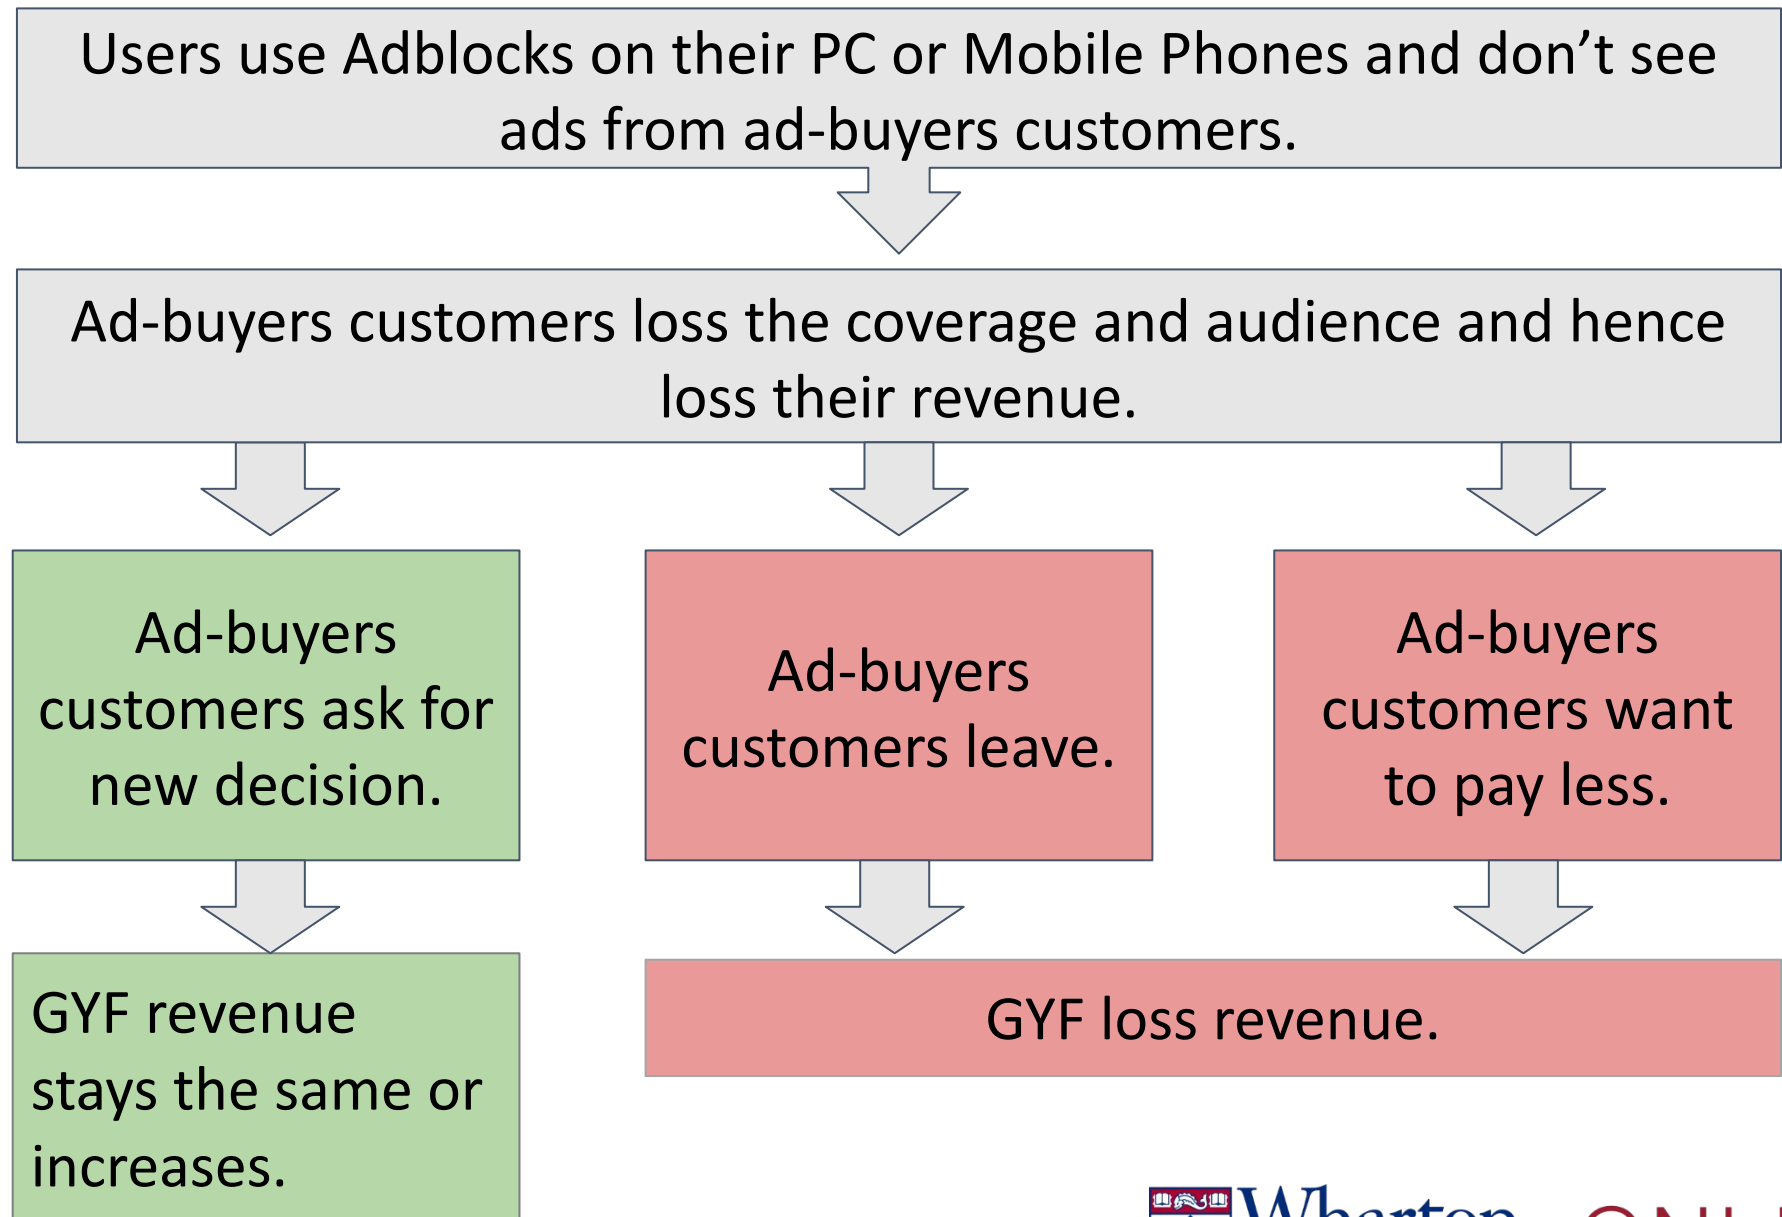 Users use Adblocks on their PC or Mobile Phones and don’t see
ads from ad-buyers customers.
Ad-buyers customers loss the coverage and audience and hence
loss their revenue.
Ad-buyers
customers ask for
new decision.
Ad-buyers
customers leave.
Ad-buyers
customers want
to pay less.
GYF revenue
stays the same or
increases.
GYF loss revenue.
Wharton